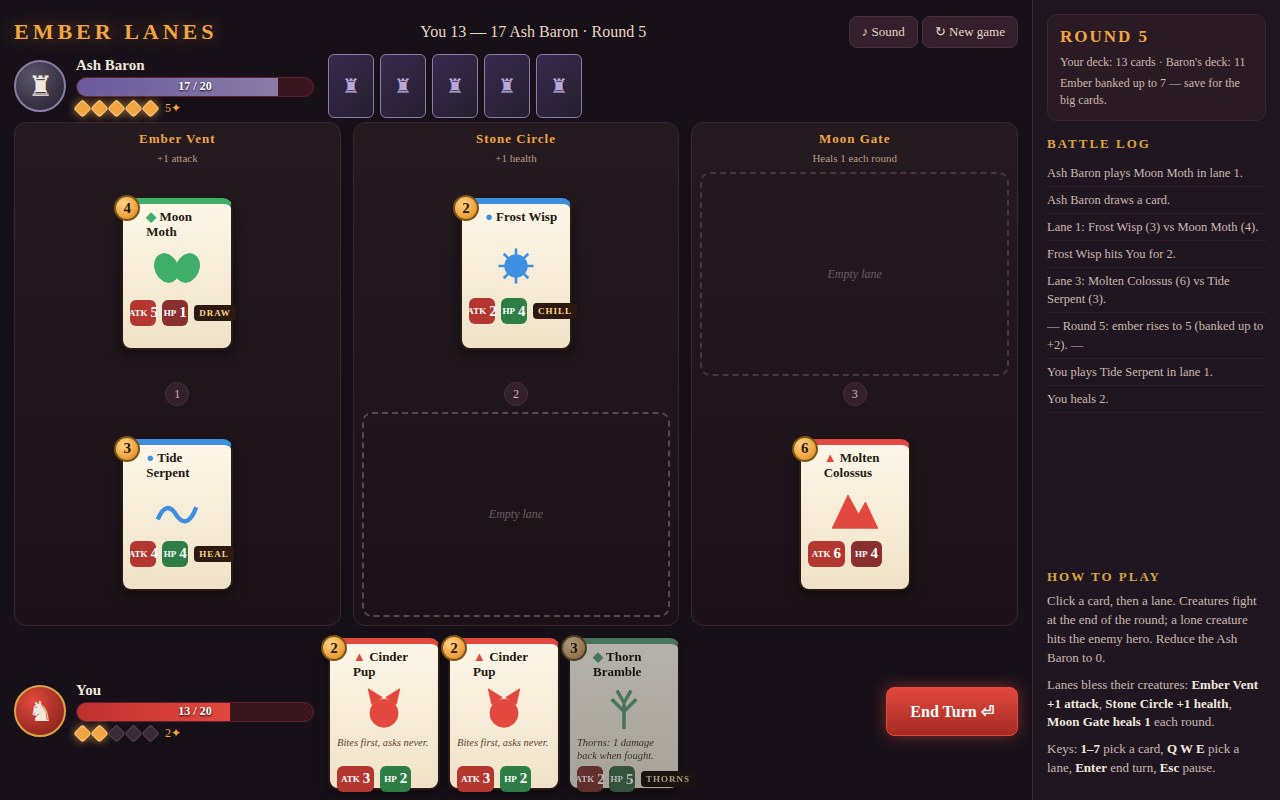 EMBER LANES
You 13 — 17 Ash Baron · Round 5
♪ Sound
↻ New game
Ash Baron
17 / 20
5✦
Ember Vent
+1 attack
Stone Circle
+1 health
Moon Gate
Heals 1 each round
4
◆ Moon
Moth
ATK 5
HP 1
DRAW
2
● Frost Wisp
ATK 2
HP 4
CHILL
Empty lane
1
2
3
3
● Tide
Serpent
ATK 4
HP 4
HEAL
Empty lane
6
▲ Molten
Colossus
ATK 6
HP 4
You
13 / 20
2✦
2
▲ Cinder
Pup
Bites first, asks never.
ATK 3
HP 2
2
▲ Cinder
Pup
Bites first, asks never.
ATK 3
HP 2
3
◆ Thorn
Bramble
Thorns: 1 damage
back when fought.
ATK 2
HP 5
THORNS
End Turn ⏎
ROUND 5
Your deck: 13 cards · Baron's deck: 11
Ember banked up to 7 — save for the
big cards.
BATTLE LOG
Ash Baron plays Moon Moth in lane 1.
Ash Baron draws a card.
Lane 1: Frost Wisp (3) vs Moon Moth (4).
Frost Wisp hits You for 2.
Lane 3: Molten Colossus (6) vs Tide
Serpent (3).
— Round 5: ember rises to 5 (banked up to
+2). —
You plays Tide Serpent in lane 1.
You heals 2.
HOW TO PLAY
Click a card, then a lane. Creatures fight
at the end of the round; a lone creature
hits the enemy hero. Reduce the Ash
Baron to 0.
Lanes bless their creatures: Ember Vent
+1 attack, Stone Circle +1 health,
Moon Gate heals 1 each round.
Keys: 1–7 pick a card, Q W E pick a
lane, Enter end turn, Esc pause.